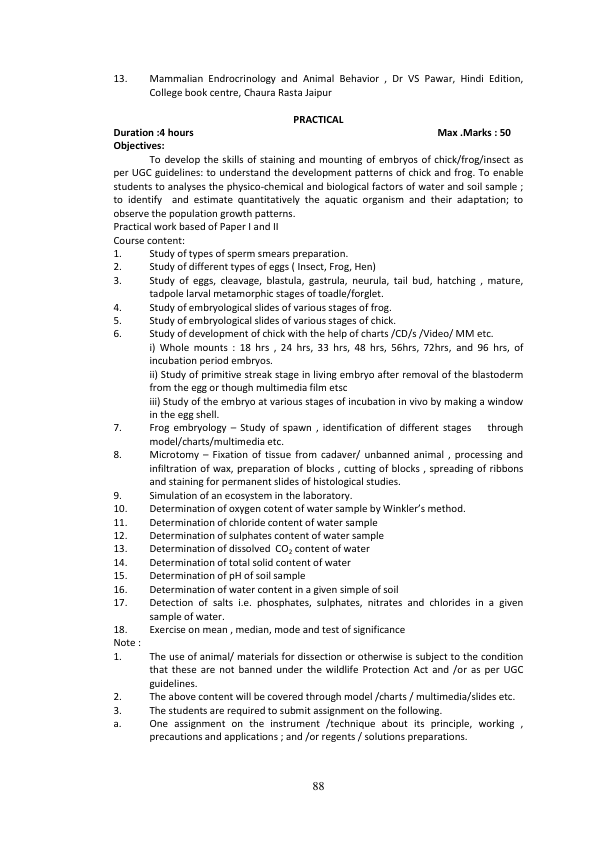 13. Mammalian Endrocrinology and Animal Behavior , Dr VS Pawar, Hindi Edition,
College book centre, Chaura Rasta Jaipur
PRACTICAL
Duration :4 hours Max .Marks : 50
Objectives:
To develop the skills of staining and mounting of embryos of chick/frog/insect as
per UGC guidelines: to understand the development patterns of chick and frog. To enable
students to analyses the physico-chemical and biological factors of water and soil sample ;
to identify and estimate quantitatively the aquatic organism and their adaptation; to
observe the population growth patterns.
Practical work based of Paper I and II
Course content:
1. Study of types of sperm smears preparation.
2. Study of different types of eggs ( Insect, Frog, Hen)
3. Study of eggs, cleavage, blastula, gastrula, neurula, tail bud, hatching , mature,
tadpole larval metamorphic stages of toadle/forglet.
4. Study of embryological slides of various stages of frog.
5. Study of embryological slides of various stages of chick.
6. Study of development of chick with the help of charts /CD/s /Video/ MM etc.
i) Whole mounts : 18 hrs , 24 hrs, 33 hrs, 48 hrs, 56hrs, 72hrs, and 96 hrs, of
incubation period embryos.
ii) Study of primitive streak stage in living embryo after removal of the blastoderm
from the egg or though multimedia film etsc
iii) Study of the embryo at various stages of incubation in vivo by making a window
in the egg shell.
7. Frog embryology – Study of spawn , identification of different stages through
model/charts/multimedia etc.
8. Microtomy – Fixation of tissue from cadaver/ unbanned animal , processing and
infiltration of wax, preparation of blocks , cutting of blocks , spreading of ribbons
and staining for permanent slides of histological studies.
9. Simulation of an ecosystem in the laboratory.
10. Determination of oxygen cotent of water sample by Winkler’s method.
11. Determination of chloride content of water sample
12. Determination of sulphates content of water sample
13. Determination of dissolved CO₂ content of water
14. Determination of total solid content of water
15. Determination of pH of soil sample
16. Determination of water content in a given simple of soil
17. Detection of salts i.e. phosphates, sulphates, nitrates and chlorides in a given
sample of water.
18. Exercise on mean , median, mode and test of significance
Note :
1. The use of animal/ materials for dissection or otherwise is subject to the condition
that these are not banned under the wildlife Protection Act and /or as per UGC
guidelines.
2. The above content will be covered through model /charts / multimedia/slides etc.
3. The students are required to submit assignment on the following.
a. One assignment on the instrument /technique about its principle, working ,
precautions and applications ; and /or regents / solutions preparations.
88